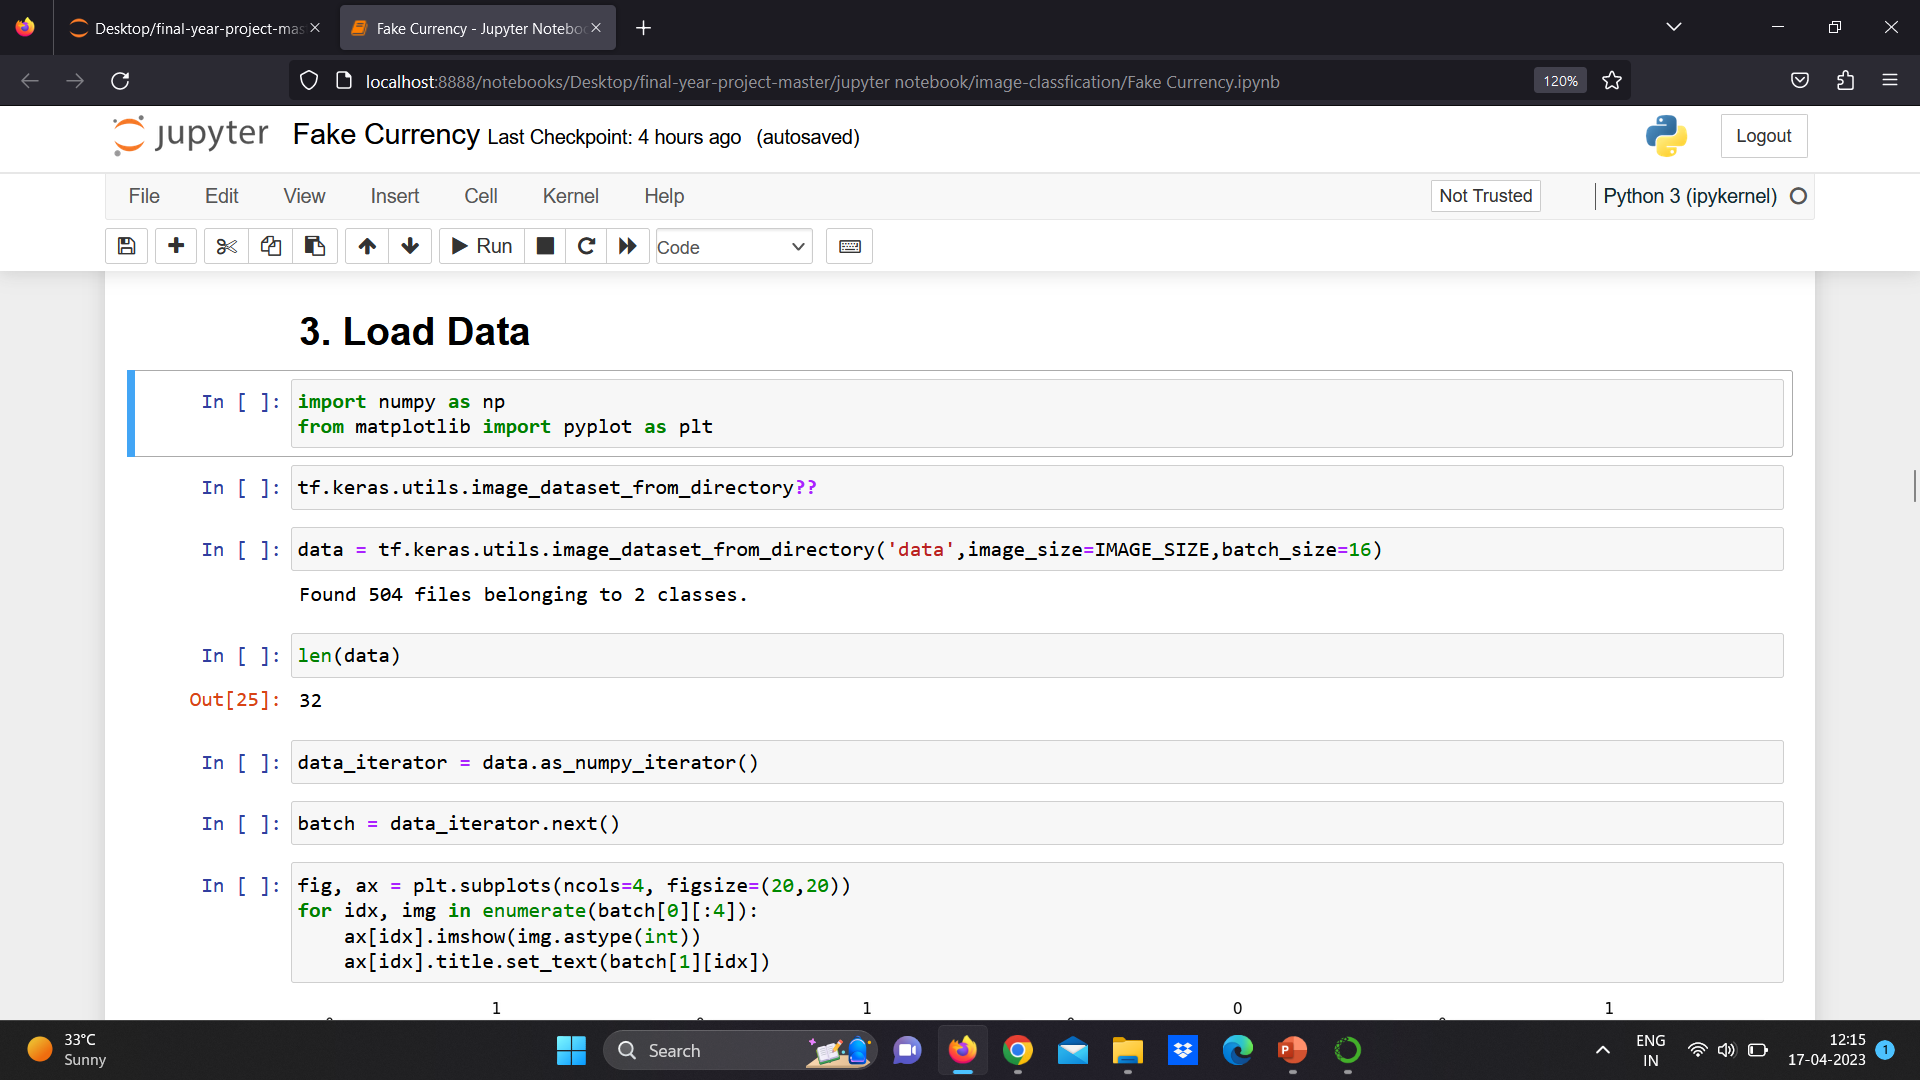 Desktop/final-year-project-mas
Fake Currency - Jupyter Notebo
localhost:8888/notebooks/Desktop/final-year-project-master/jupyter notebook/image-classfication/Fake Currency.ipynb
120%
jupyter Fake Currency Last Checkpoint: 4 hours ago (autosaved)
Logout
File Edit View Insert Cell Kernel Help
Not Trusted
Python 3 (ipykernel)
Run
Code
3. Load Data
In [ ]: import numpy as np
from matplotlib import pyplot as plt
In [ ]: tf.keras.utils.image_dataset_from_directory??
In [ ]: data = tf.keras.utils.image_dataset_from_directory('data',image_size=IMAGE_SIZE,batch_size=16)
Found 504 files belonging to 2 classes.
In [ ]: len(data)
Out[25]: 32
In [ ]: data_iterator = data.as_numpy_iterator()
In [ ]: batch = data_iterator.next()
In [ ]: fig, ax = plt.subplots(ncols=4, figsize=(20,20))
for idx, img in enumerate(batch[0][:4]):
    ax[idx].imshow(img.astype(int))
    ax[idx].title.set_text(batch[1][idx])
1 1 0 1
33°C
Sunny
Search
ENG
IN
12:15
17-04-2023
1